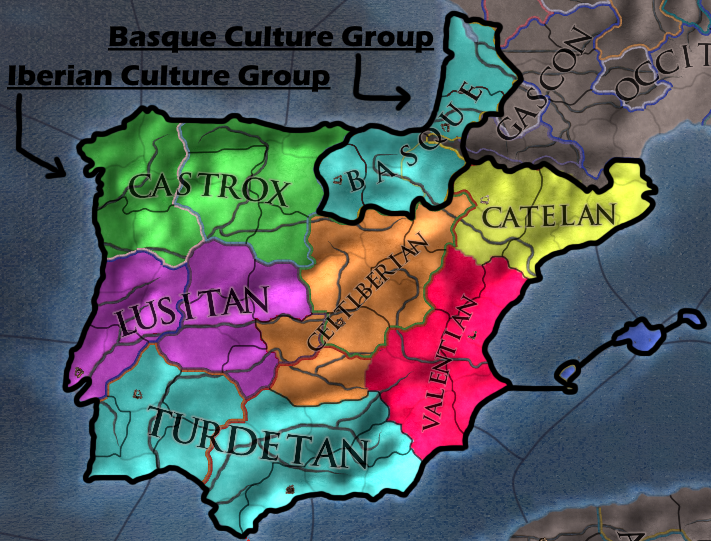 Basque Culture Group
Iberian Culture Group
GASCON
OCCIT
BASQUE
CASTROX
CATELAN
LUSITAN
CELTIBERIAN
VALENTIAN
TURDETAN